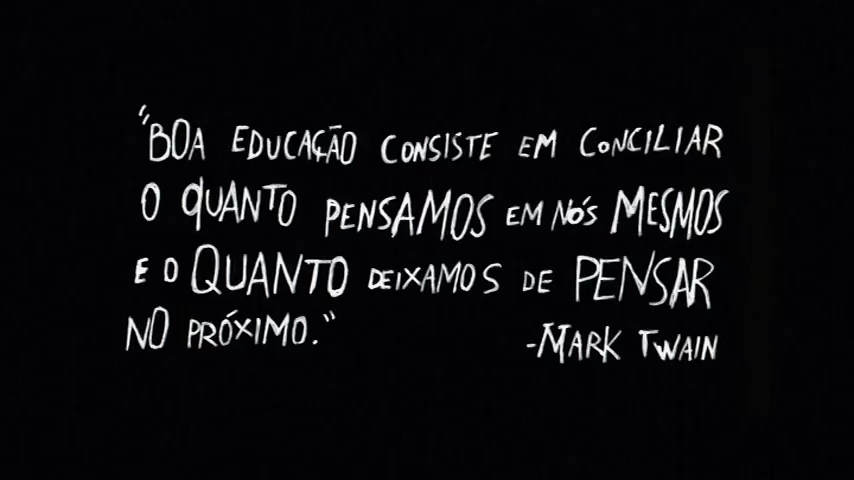 "BOA EDUCAÇÃO CONSISTE EM CONCILIAR
O QUANTO PENSAMOS EM NÓS MESMOS
E O QUANTO DEIXAMOS DE PENSAR
NO PRÓXIMO."
-MARK TWAIN